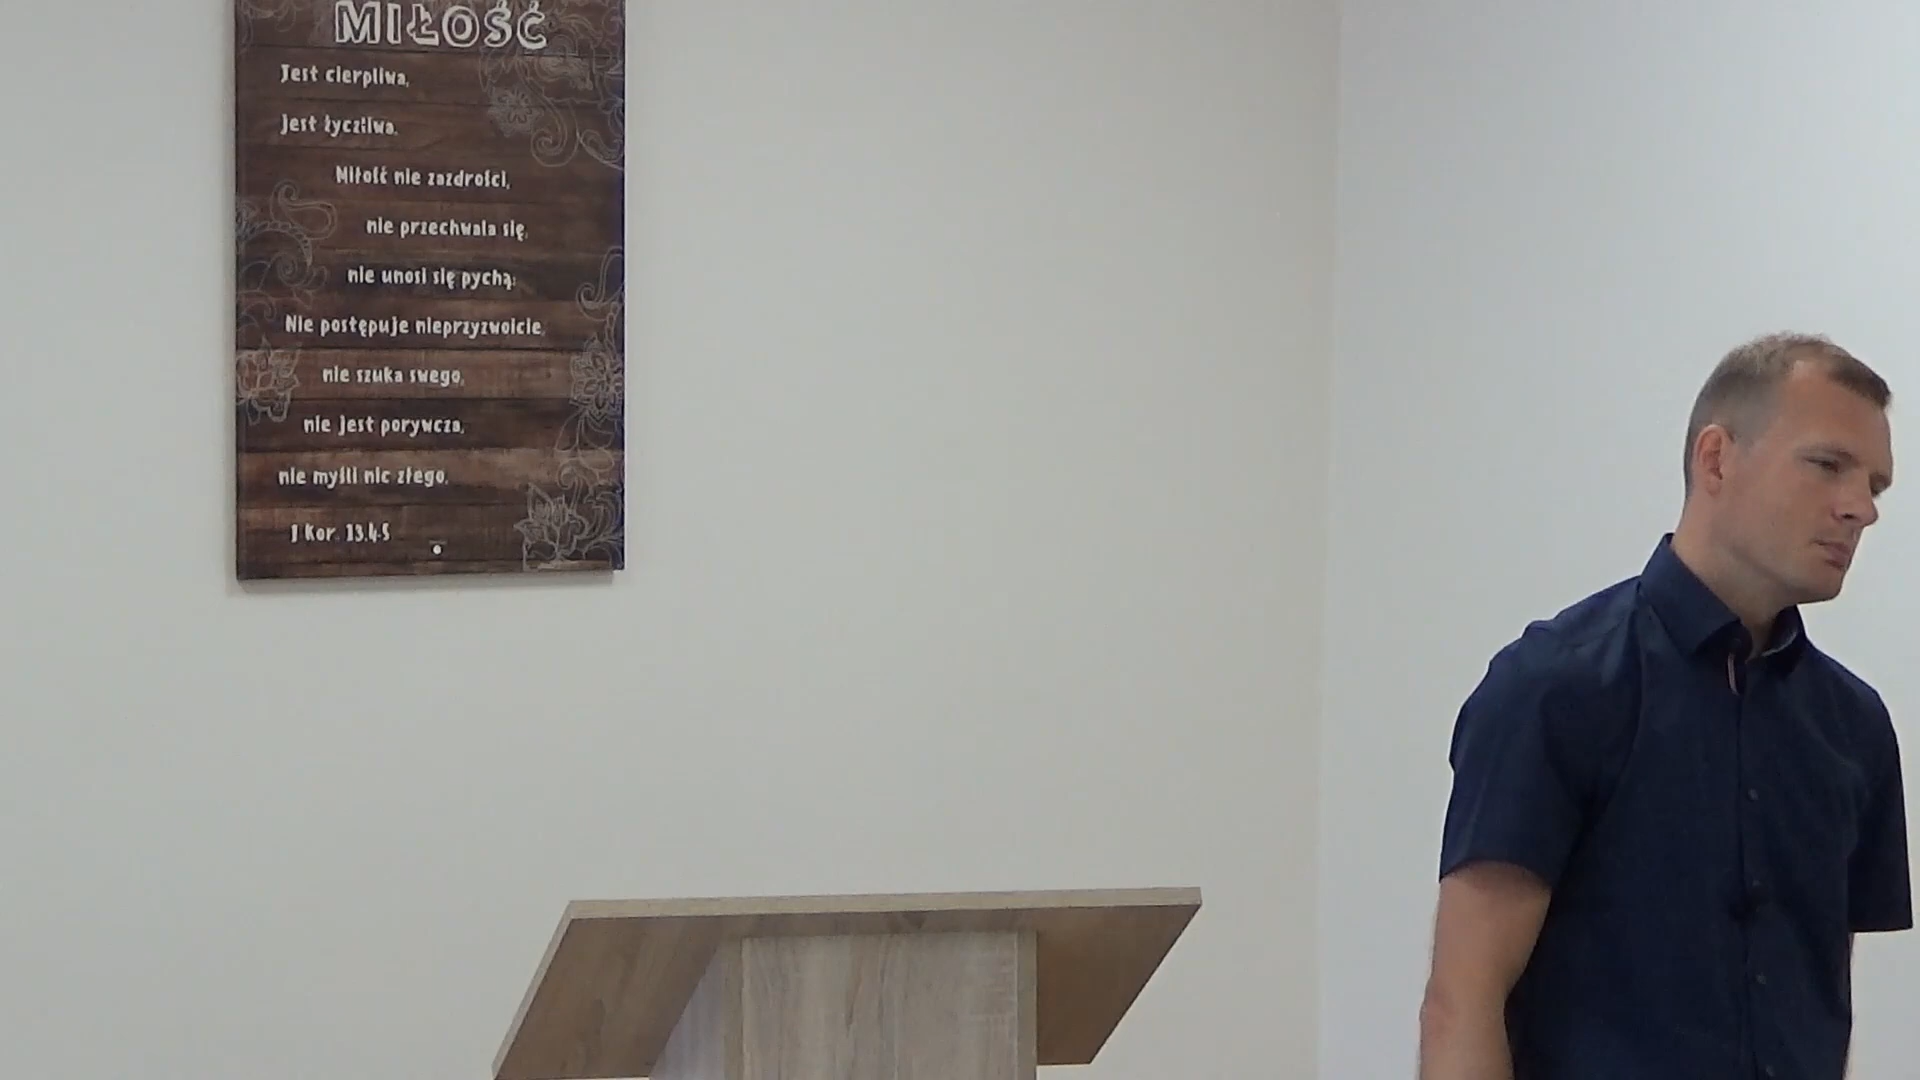 MIŁOŚĆ
Jest cierpliwa,
Jest życzliwa.
Miłość nie zazdrości,
nie przechwala się,
nie unosi się pychą;
Nie postępuje nieprzyzwoicie,
nie szuka swego,
nie jest porywcza,
nie myśli nic złego.
1 Kor. 13.4-5